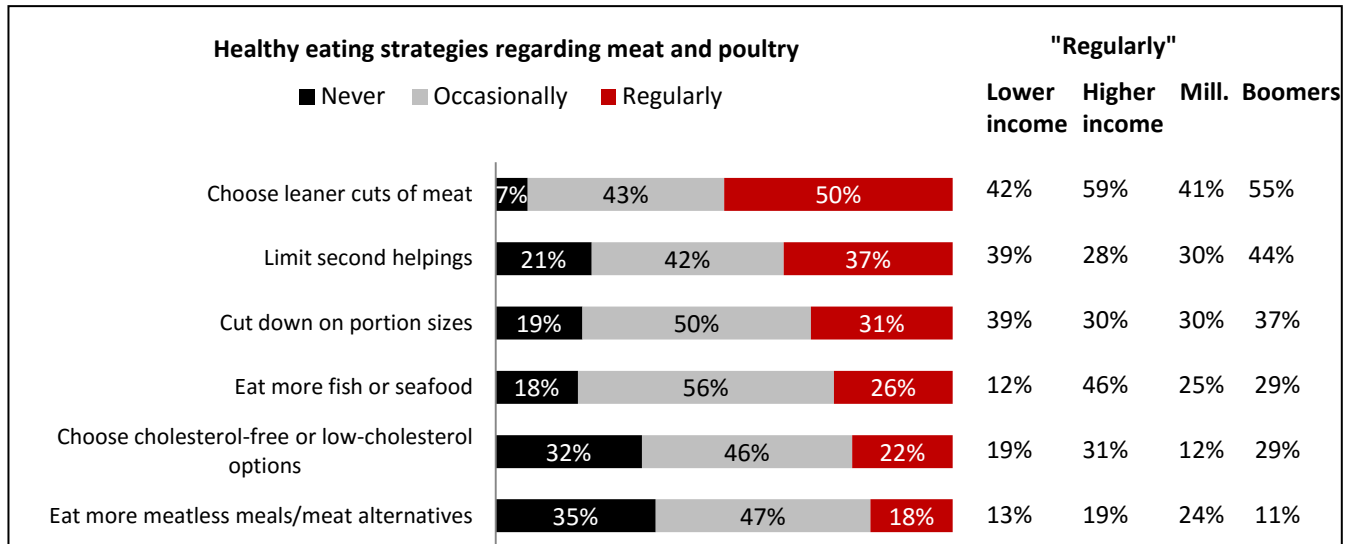 Healthy eating strategies regarding meat and poultry
"Regularly"
Never Occasionally Regularly
Lower income Higher income Mill. Boomers
Choose leaner cuts of meat 7% 43% 50% 42% 59% 41% 55%
Limit second helpings 21% 42% 37% 39% 28% 30% 44%
Cut down on portion sizes 19% 50% 31% 39% 30% 30% 37%
Eat more fish or seafood 18% 56% 26% 12% 46% 25% 29%
Choose cholesterol-free or low-cholesterol
options 32% 46% 22% 19% 31% 12% 29%
Eat more meatless meals/meat alternatives 35% 47% 18% 13% 19% 24% 11%